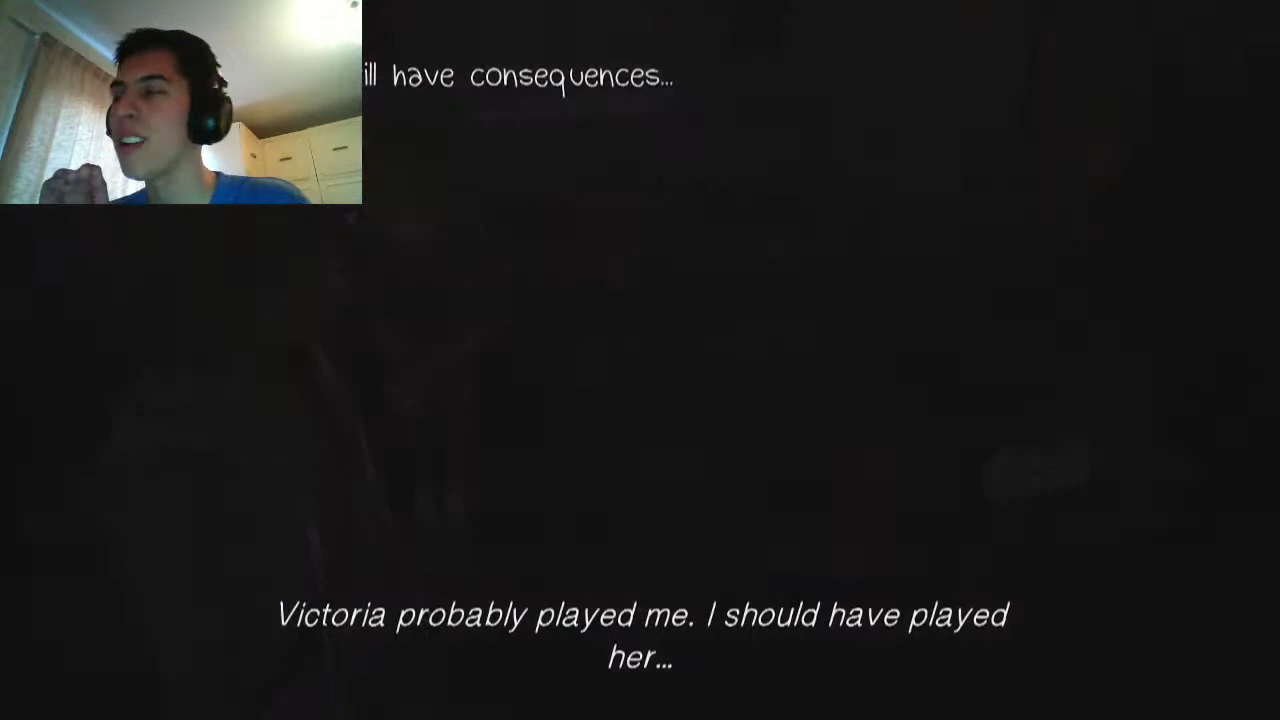 ill have consequences...
Victoria probably played me. I should have played
her...